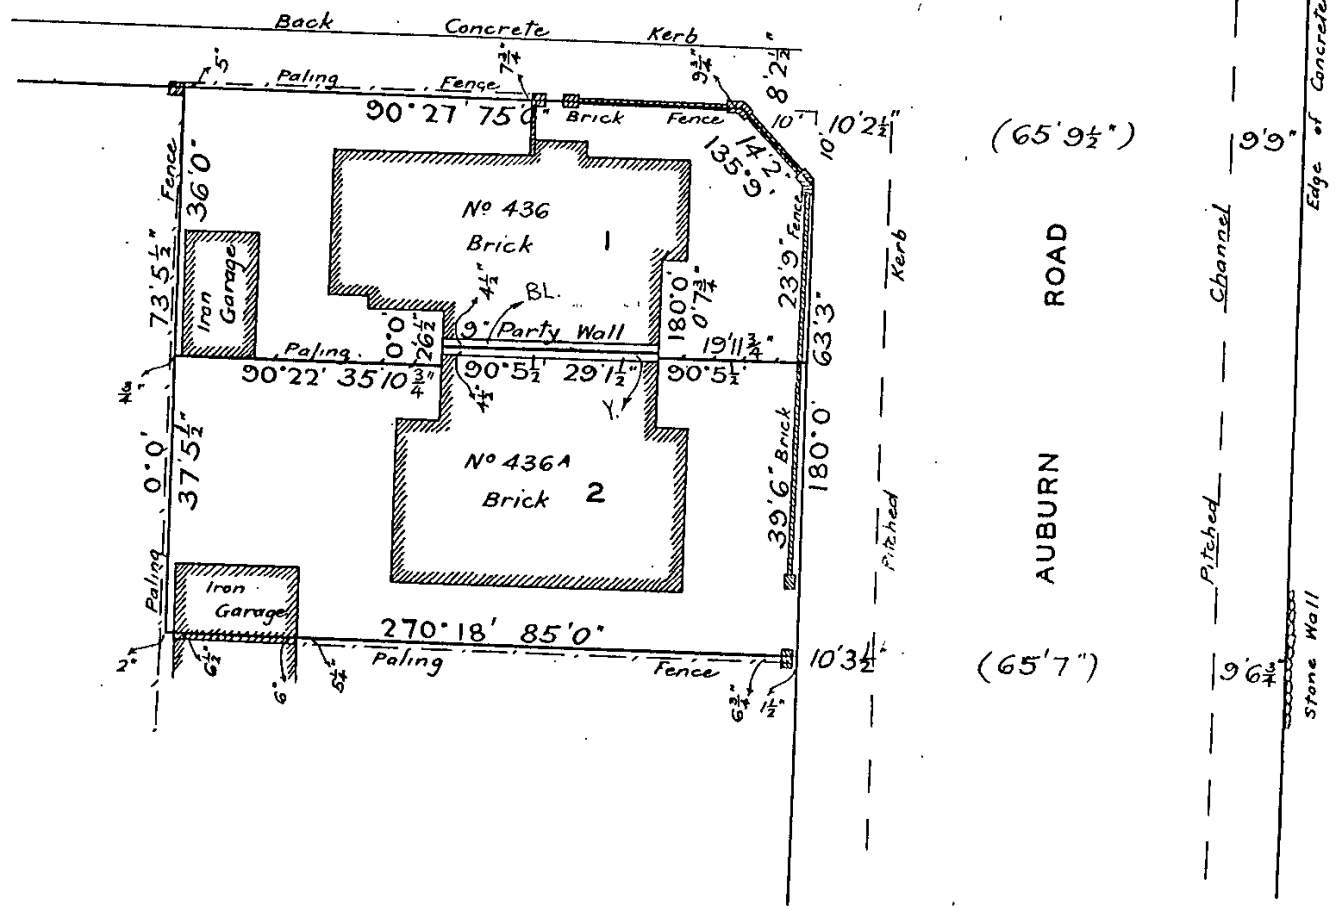 Back Concrete Kerb
Edge of Concrete
5"
Paling Fence
7¾"
9¾"
8'2½"
90°27' 75'0"
Brick Fence
10'
10'
10'2½"
(65'9½")
9'9"
14'2"
135°9'
Fence
36'0"
73'5½"
Iron
Garage
Nº 436
Brick 1
4½"
BL.
9" Party Wall
0°0'
2'6½"
180°0'
0'7¾"
23'9" Fence
63'3"
Kerb
ROAD
Channel
Paling
90°22' 35'10¾"
90°5½' 29'1½"
19'11¾"
90°5½'
¾"
4½"
Y.
0°0'
37'5½"
Nº 436A
Brick 2
39'6" Brick
180°0'
Pitched
AUBURN
Pitched
Paling
Iron
Garage
270°18' 85'0"
Paling Fence
2"
6½"
6"
5¼"
6¾"
1½"
10'3½"
(65'7")
9'6¾"
Stone Wall